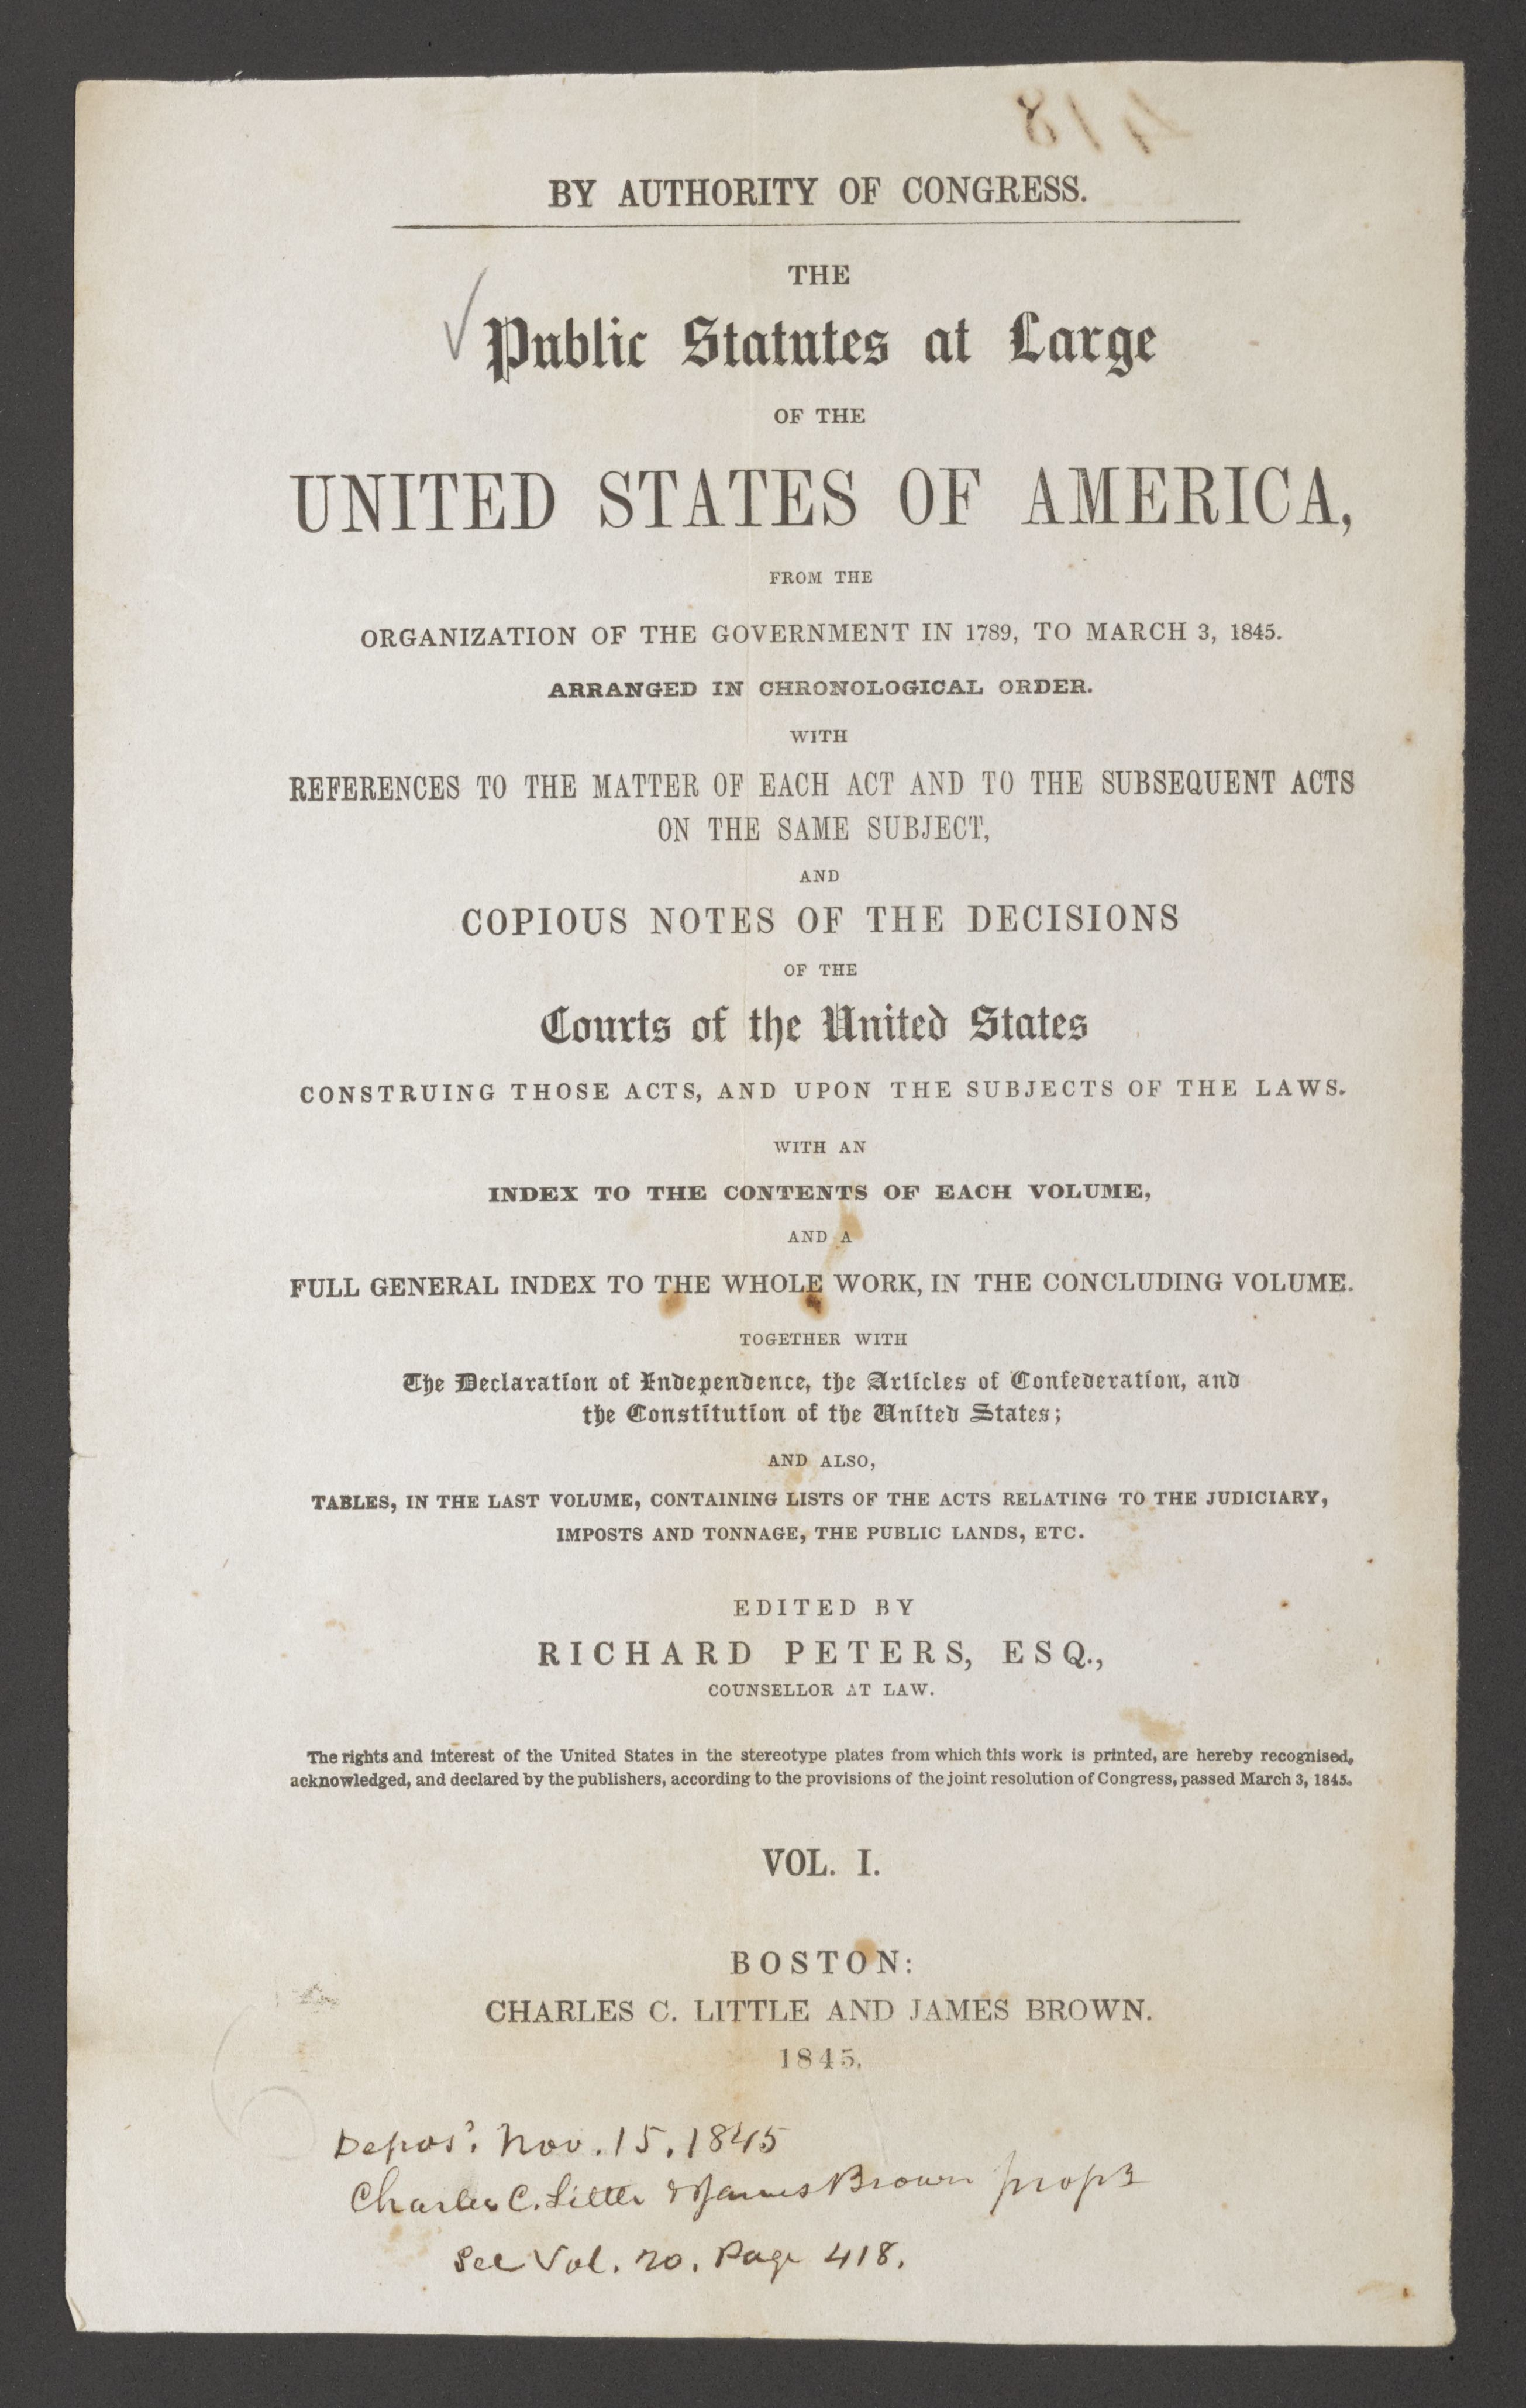 418
BY AUTHORITY OF CONGRESS.
THE
Public Statutes at Large
OF THE
UNITED STATES OF AMERICA,
FROM THE
ORGANIZATION OF THE GOVERNMENT IN 1789, TO MARCH 3, 1845.
ARRANGED IN CHRONOLOGICAL ORDER.
WITH
REFERENCES TO THE MATTER OF EACH ACT AND TO THE SUBSEQUENT ACTS
ON THE SAME SUBJECT,
AND
COPIOUS NOTES OF THE DECISIONS
OF THE
Courts of the United States
CONSTRUING THOSE ACTS, AND UPON THE SUBJECTS OF THE LAWS.
WITH AN
INDEX TO THE CONTENTS OF EACH VOLUME,
AND A
FULL GENERAL INDEX TO THE WHOLE WORK, IN THE CONCLUDING VOLUME.
TOGETHER WITH
The Declaration of Independence, the Articles of Confederation, and
the Constitution of the United States;
AND ALSO,
TABLES, IN THE LAST VOLUME, CONTAINING LISTS OF THE ACTS RELATING TO THE JUDICIARY,
IMPOSTS AND TONNAGE, THE PUBLIC LANDS, ETC.
EDITED BY
RICHARD PETERS, ESQ.,
COUNSELLOR AT LAW.
The rights and interest of the United States in the stereotype plates from which this work is printed, are hereby recognised,
acknowledged, and declared by the publishers, according to the provisions of the joint resolution of Congress, passed March 3, 1845.
VOL. I.
BOSTON:
CHARLES C. LITTLE AND JAMES BROWN.
1845.
Depos'. Nov. 15. 1845
Charles C. Little & James Brown prop
See Vol. 20. Page 418.